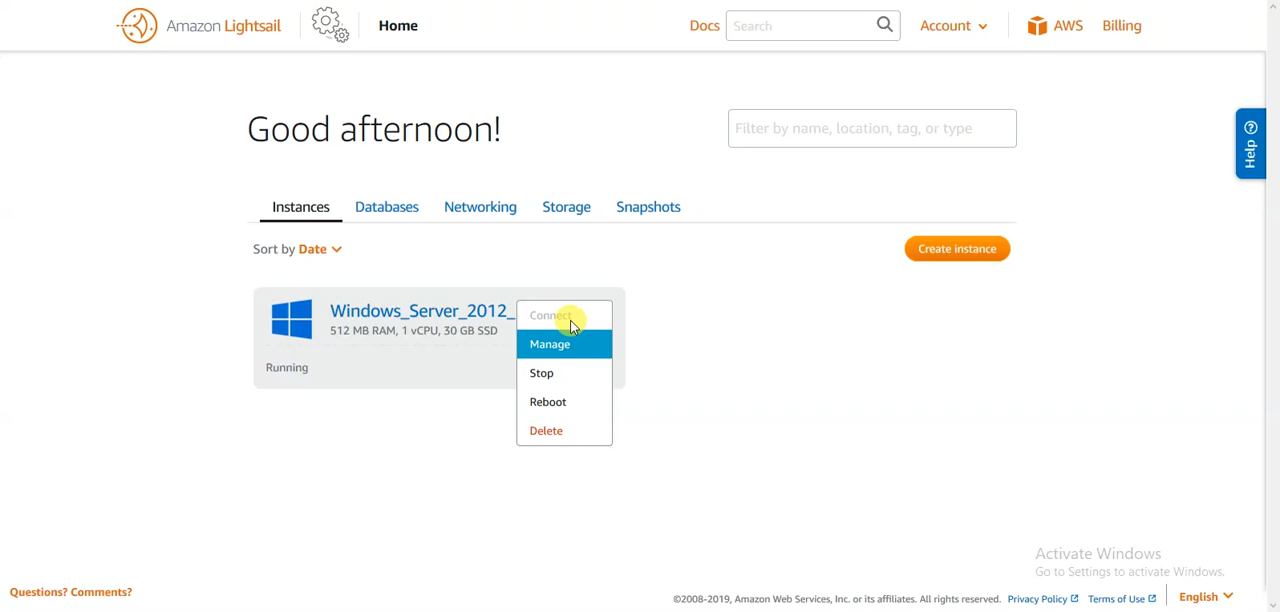 Amazon Lightsail
Home
Docs
Search
Account
AWS
Billing
Good afternoon!
Filter by name, location, tag, or type
Help
Instances
Databases
Networking
Storage
Snapshots
Sort by Date
Create instance
Windows_Server_2012_
512 MB RAM, 1 vCPU, 30 GB SSD
Running
Connect
Manage
Stop
Reboot
Delete
Activate Windows
Go to Settings to activate Windows.
Questions? Comments?
©2008-2019, Amazon Web Services, Inc. or its affiliates. All rights reserved.
Privacy Policy
Terms of Use
English